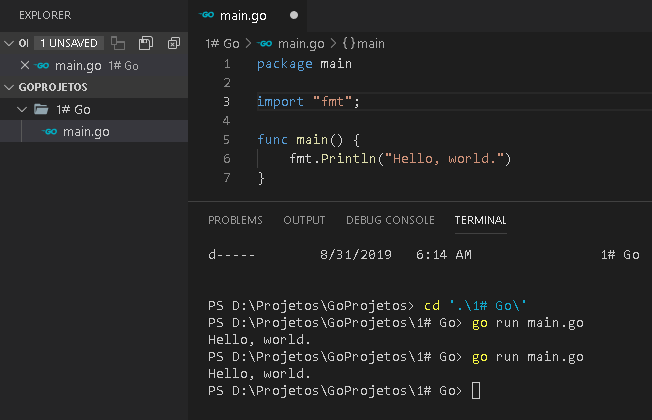 EXPLORER
OI 1 UNSAVED
main.go 1# Go
GOPROJETOS
1# Go
main.go
main.go
1# Go > main.go > {} main
1 package main
2
3 import "fmt";
4
5 func main() {
6 fmt.Println("Hello, world.")
7 }
PROBLEMS OUTPUT DEBUG CONSOLE TERMINAL
d----- 8/31/2019 6:14 AM 1# Go
PS D:\Projetos\GoProjetos> cd '.\1# Go\'
PS D:\Projetos\GoProjetos\1# Go> go run main.go
Hello, world.
PS D:\Projetos\GoProjetos\1# Go> go run main.go
Hello, world.
PS D:\Projetos\GoProjetos\1# Go>